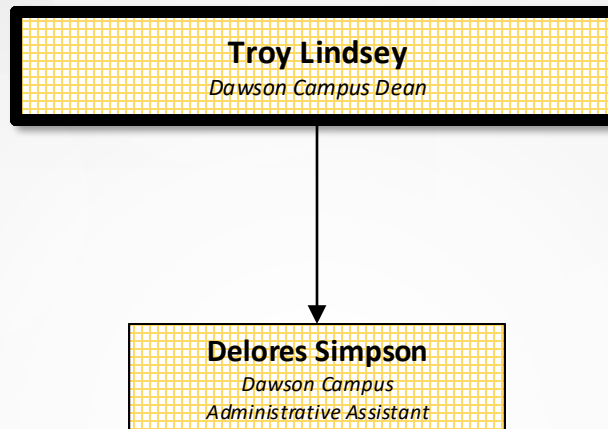 Troy Lindsey
Dawson Campus Dean
Delores Simpson
Dawson Campus
Administrative Assistant